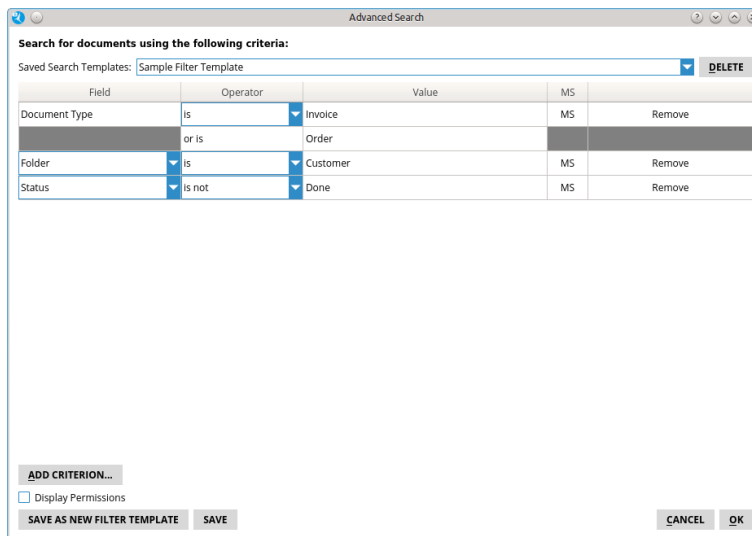 Advanced Search
Search for documents using the following criteria:
Saved Search Templates: Sample Filter Template DELETE
Field Operator Value MS
Document Type is Invoice MS Remove
or is Order
Folder is Customer MS Remove
Status is not Done MS Remove
ADD CRITERION...
Display Permissions
SAVE AS NEW FILTER TEMPLATE SAVE CANCEL OK